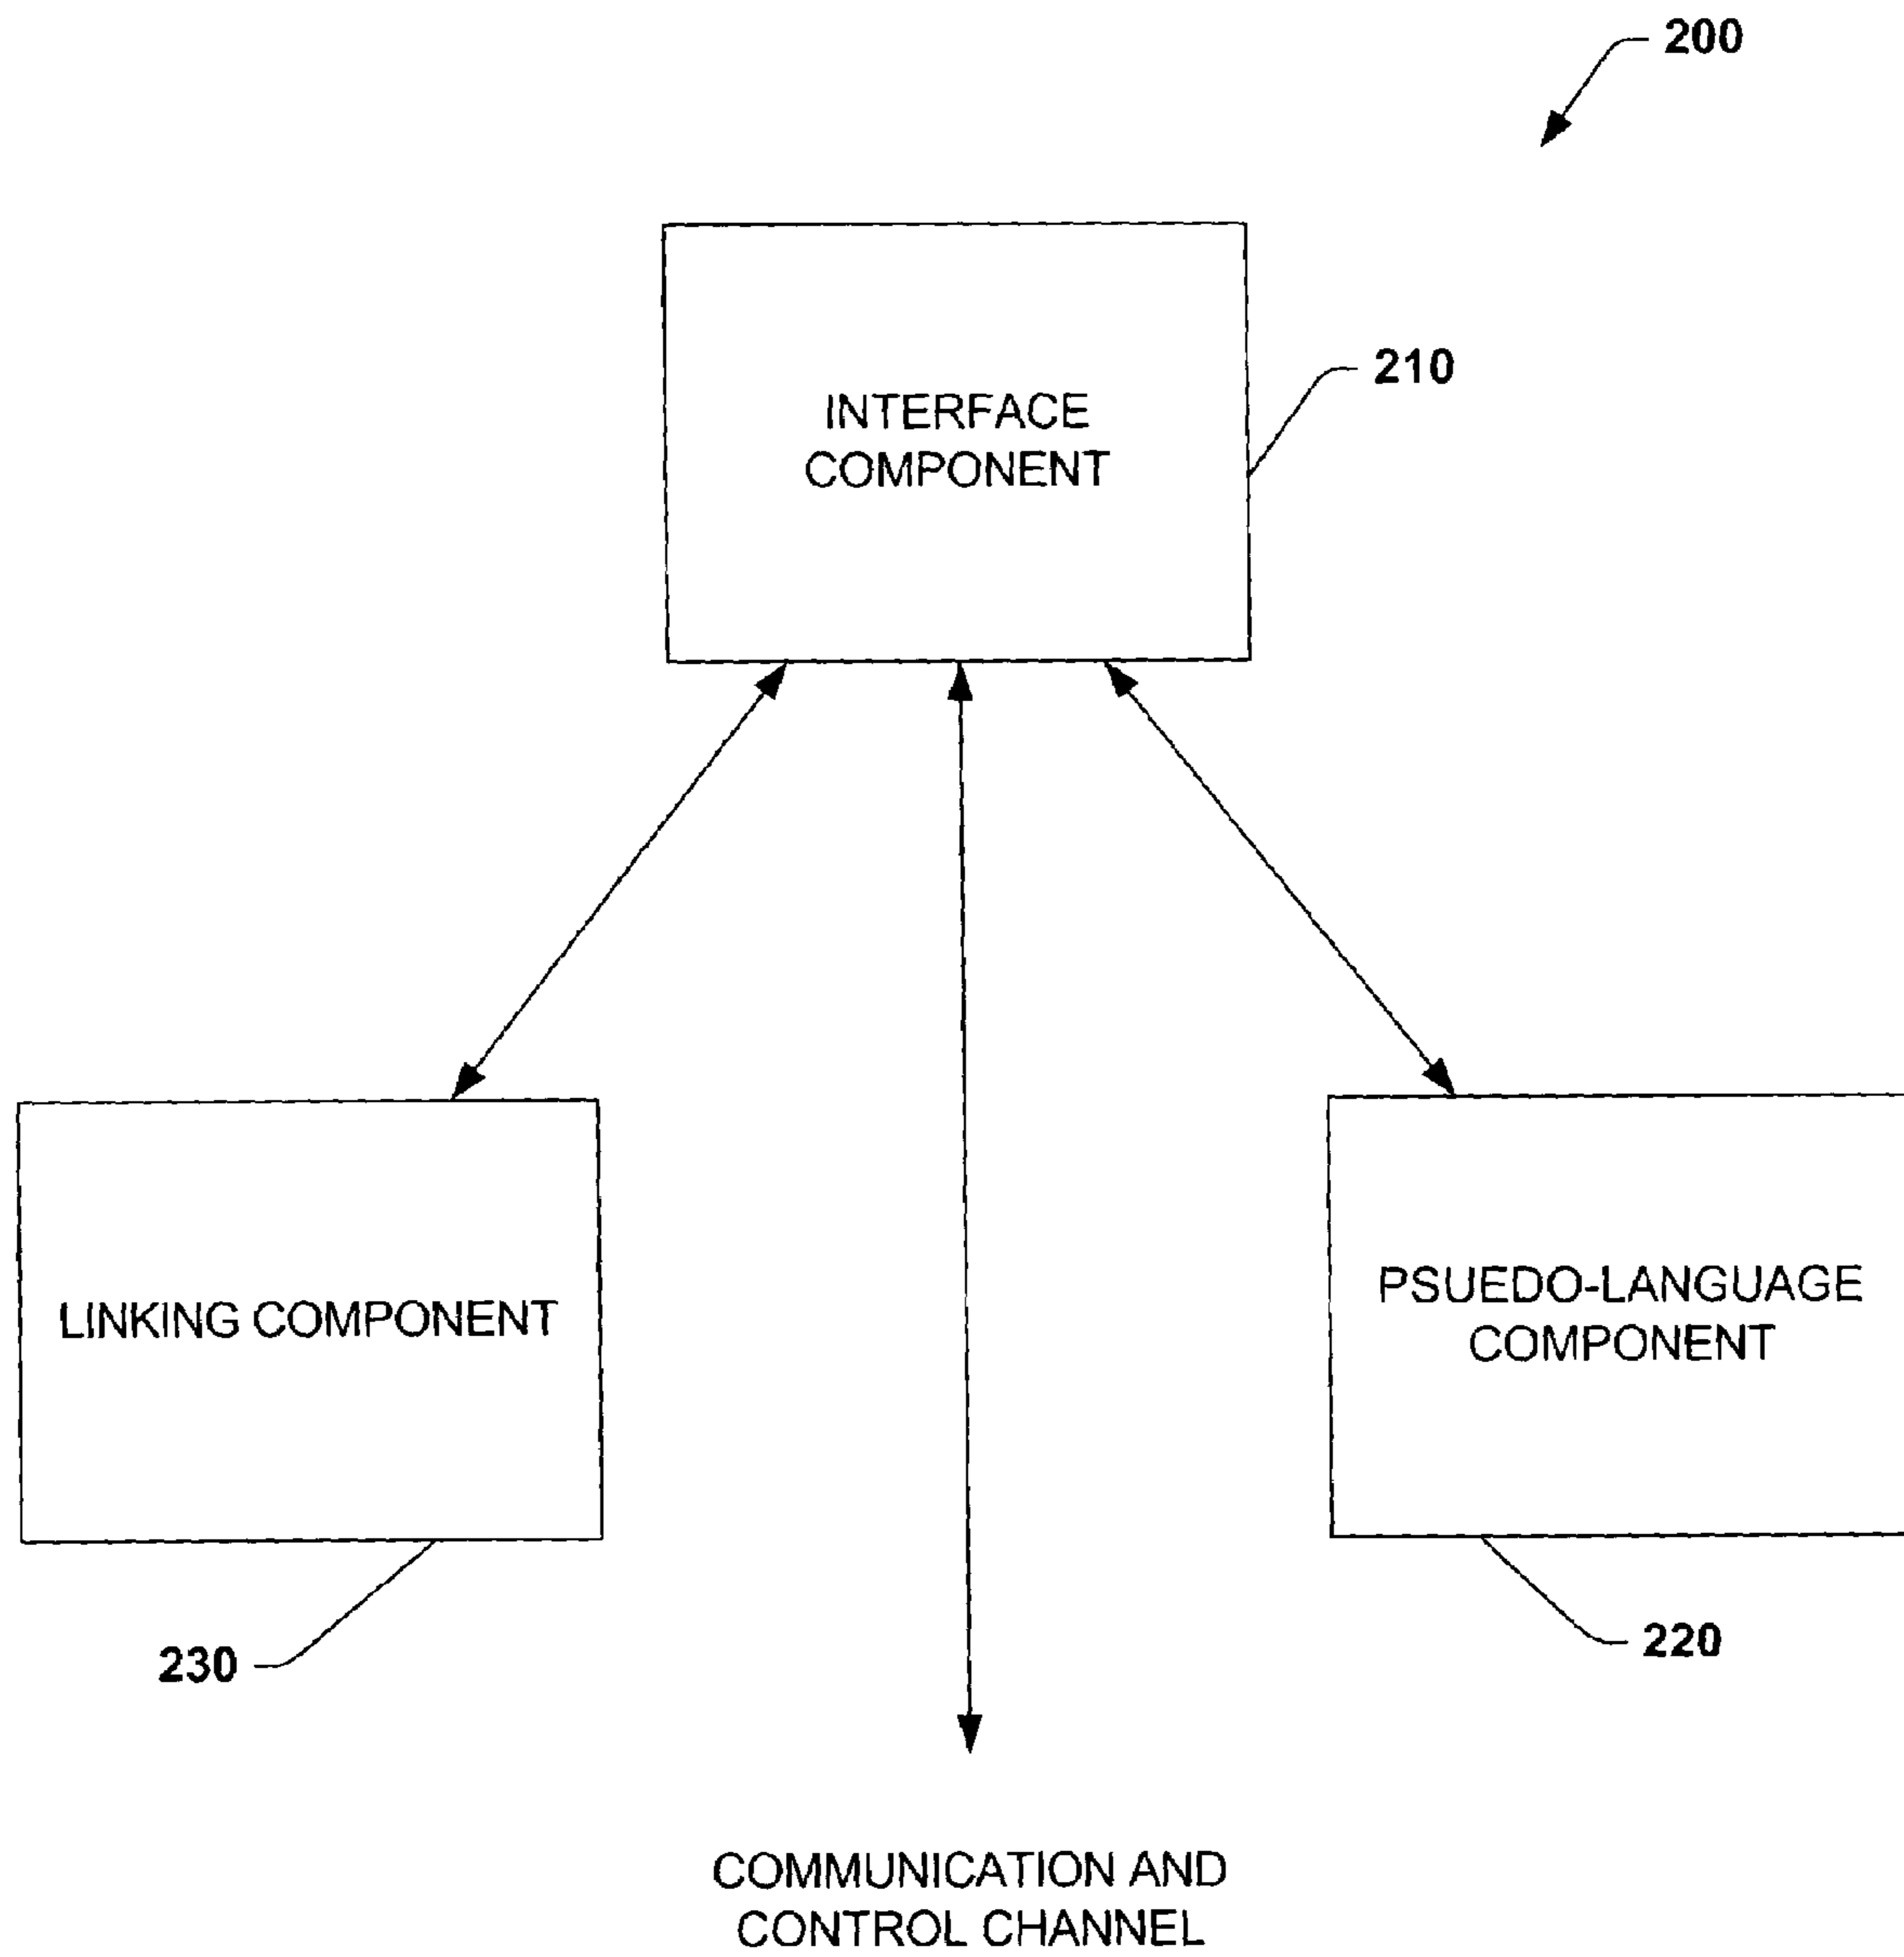 200
210
INTERFACE
COMPONENT
LINKING COMPONENT
PSUEDO-LANGUAGE
COMPONENT
230
220
COMMUNICATION AND
CONTROL CHANNEL